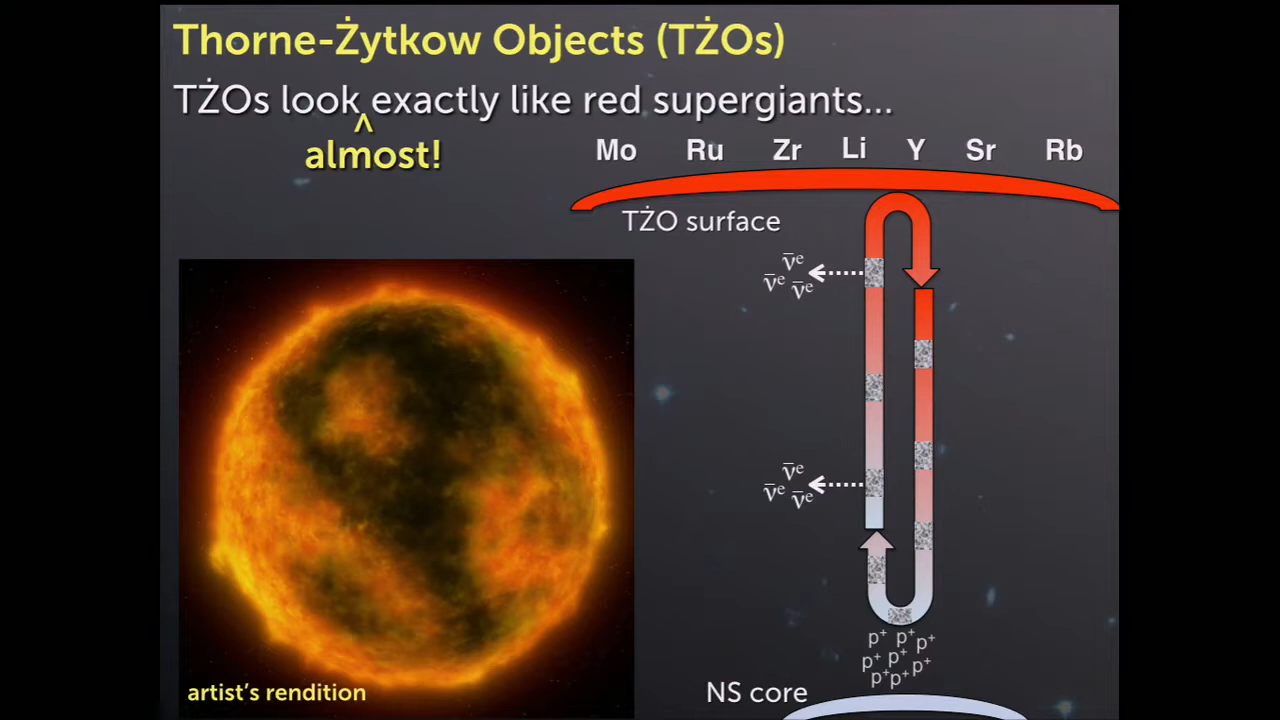 Thorne-Żytkow Objects (TŻOs)
TŻOs look exactly like red supergiants...
^
almost!
Mo Ru Zr Li Y Sr Rb
TŻO surface
ν̅e
ν̅e ν̅e
ν̅e
ν̅e ν̅e
p+ p+ p+
p+ p+ p+
p+ p+
NS core
artist's rendition